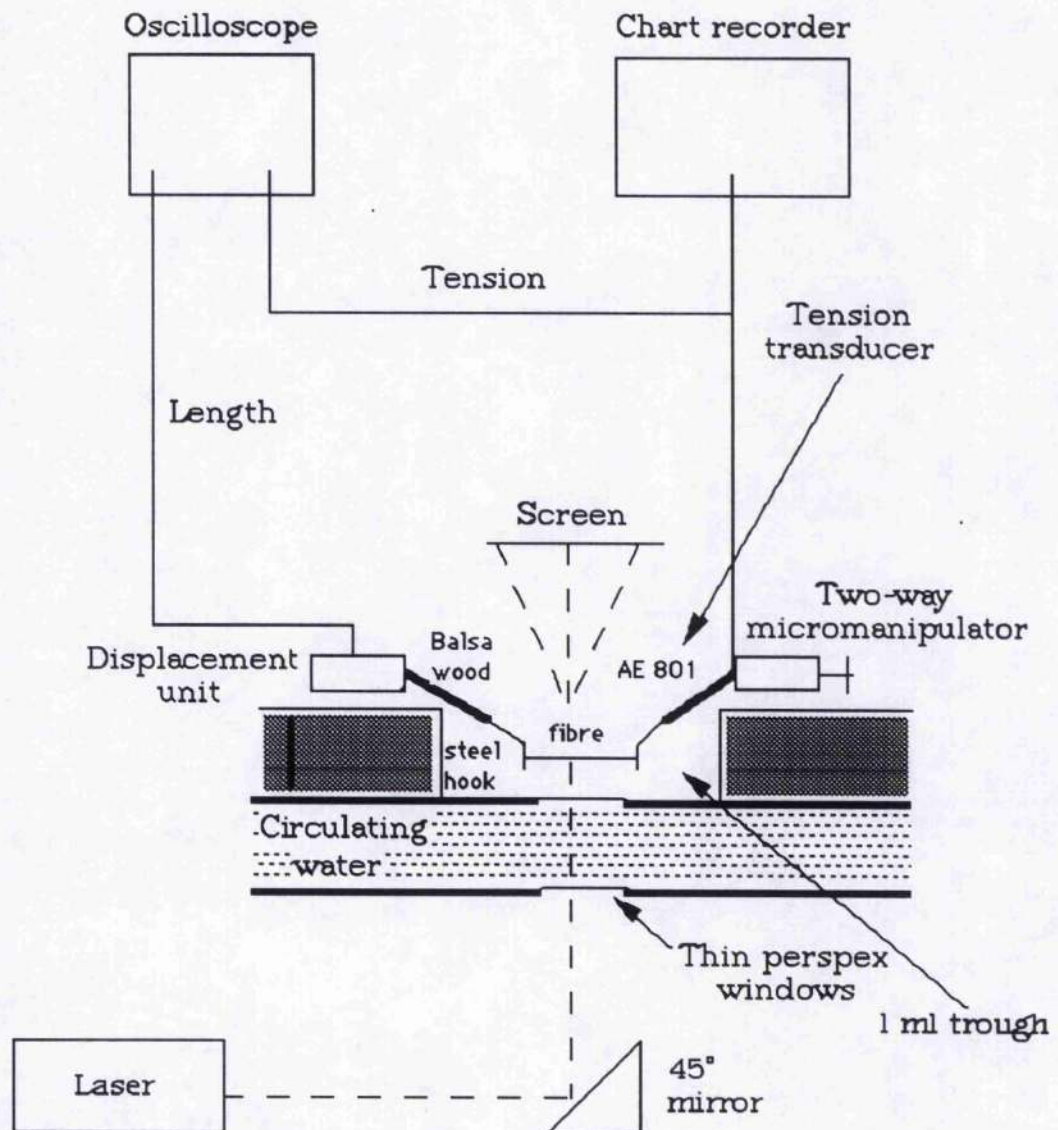 Oscilloscope
Chart recorder
Tension
Tension
transducer
Length
Screen
Two-way
micromanipulator
Balsa
wood
AE 801
Displacement
unit
fibre
steel
hook
Circulating
water
Thin perspex
windows
1 ml trough
Laser
45°
mirror